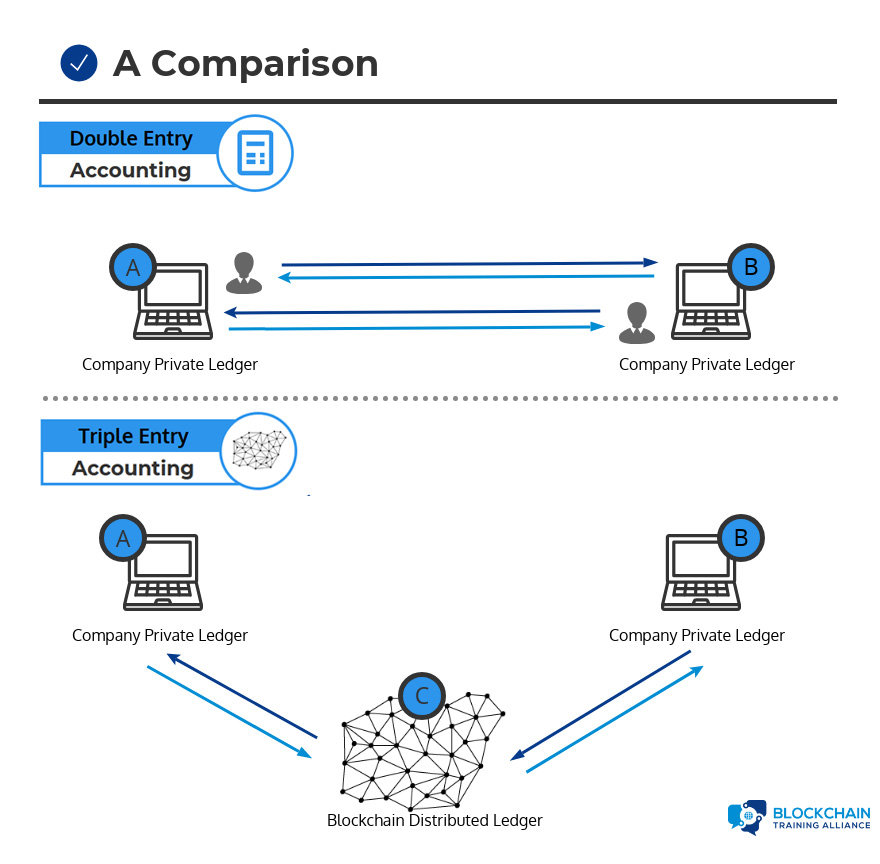 A Comparison
Double Entry
Accounting
A
B
Company Private Ledger
Company Private Ledger
Triple Entry
Accounting
A
B
Company Private Ledger
Company Private Ledger
C
Blockchain Distributed Ledger
BLOCKCHAIN
TRAINING ALLIANCE